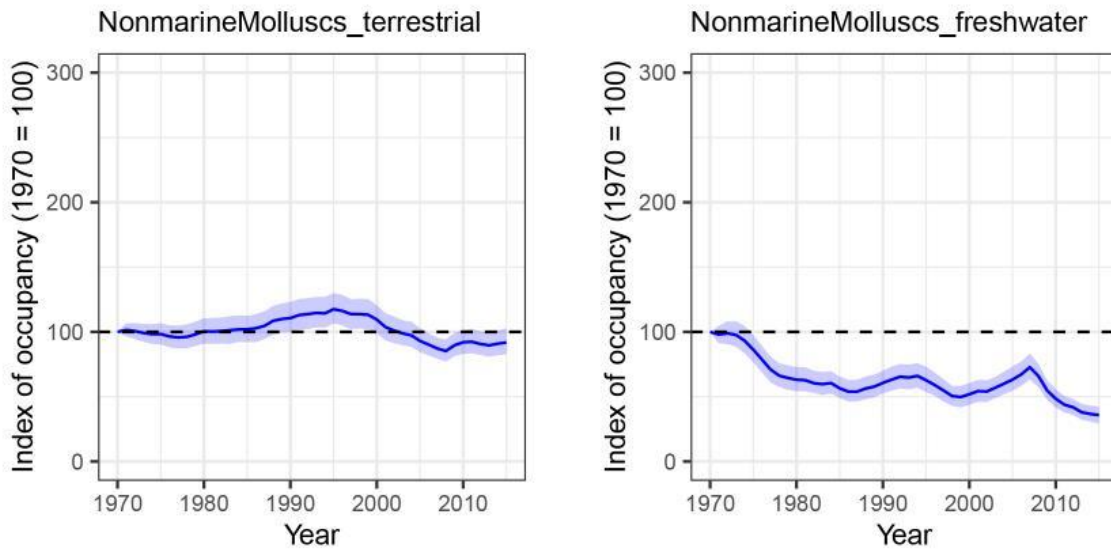 NonmarineMolluscs_terrestrial
Index of occupancy (1970 = 100)
300
200
100
0
1970 1980 1990 2000 2010
Year
NonmarineMolluscs_freshwater
Index of occupancy (1970 = 100)
300
200
100
0
1970 1980 1990 2000 2010
Year